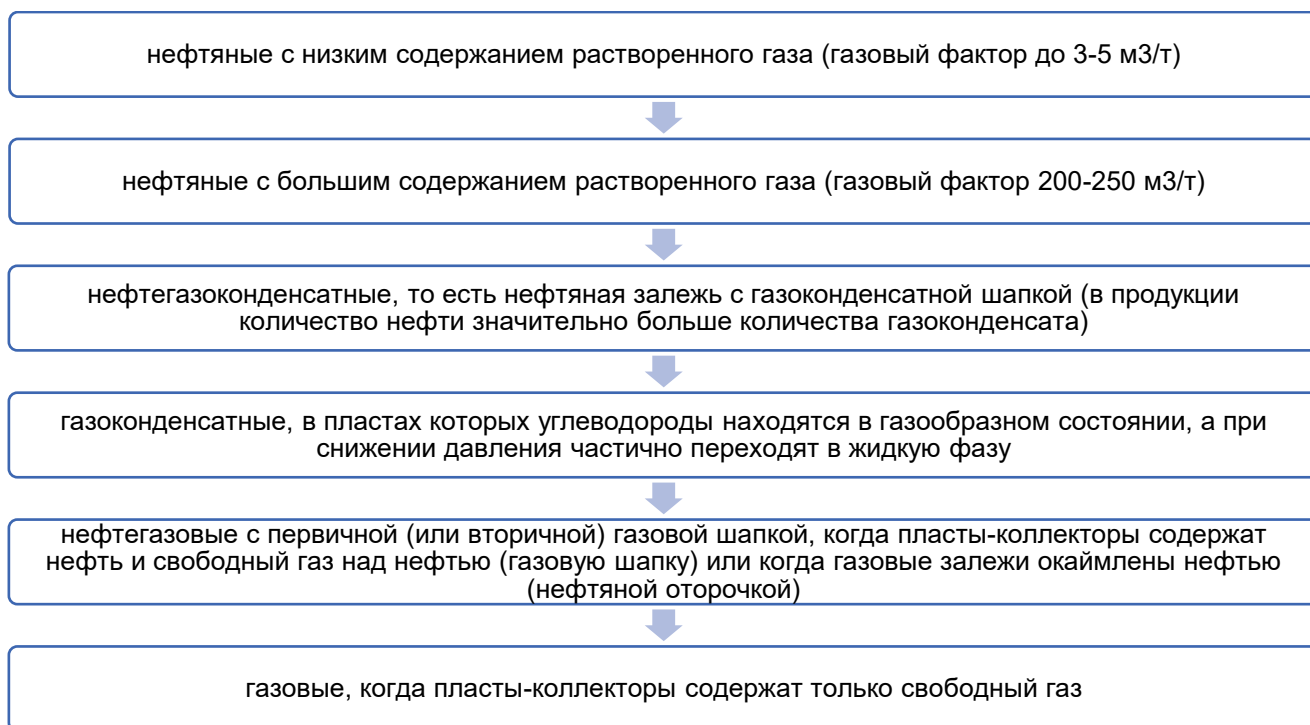 нефтяные с низким содержанием растворенного газа (газовый фактор до 3-5 м3/т)
нефтяные с большим содержанием растворенного газа (газовый фактор 200-250 м3/т)
нефтегазоконденсатные, то есть нефтяная залежь с газоконденсатной шапкой (в продукции
количество нефти значительно больше количества газоконденсата)
газоконденсатные, в пластах которых углеводороды находятся в газообразном состоянии, а при
снижении давления частично переходят в жидкую фазу
нефтегазовые с первичной (или вторичной) газовой шапкой, когда пласты-коллекторы содержат
нефть и свободный газ над нефтью (газовую шапку) или когда газовые залежи окаймлены нефтью
(нефтяной оторочкой)
газовые, когда пласты-коллекторы содержат только свободный газ